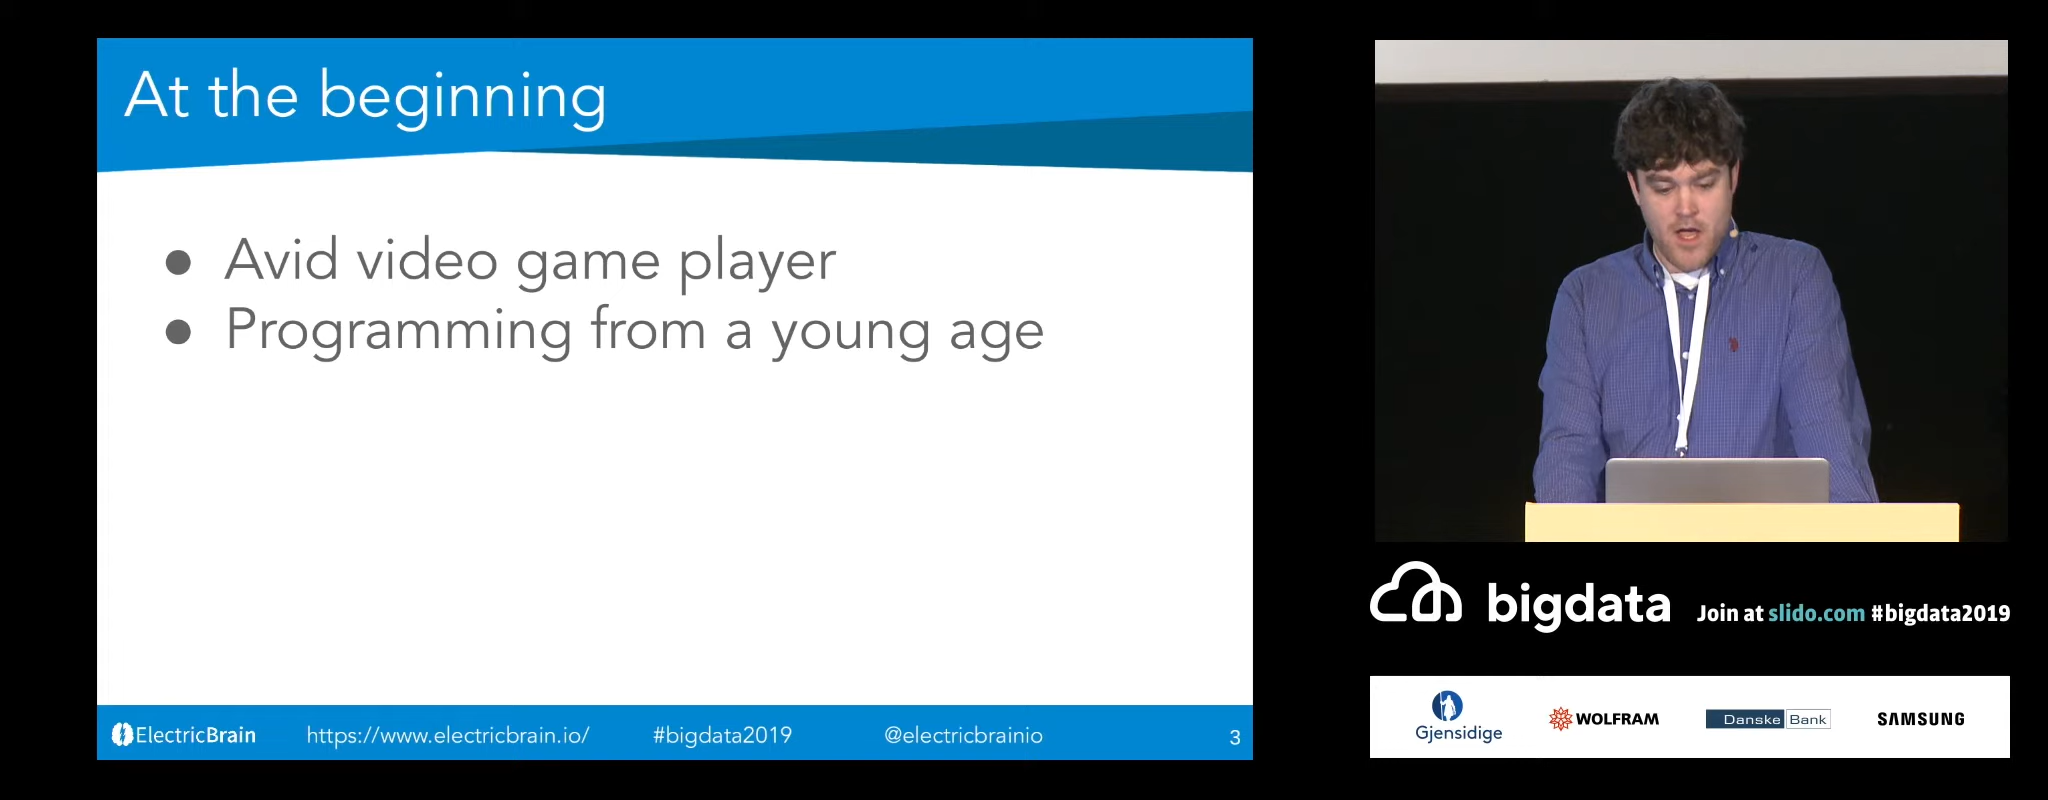 At the beginning
● Avid video game player
● Programming from a young age
ElectricBrain https://www.electricbrain.io/ #bigdata2019 @electricbrainio 3
bigdata Join at slido.com #bigdata2019
Gjensidige WOLFRAM Danske Bank SAMSUNG